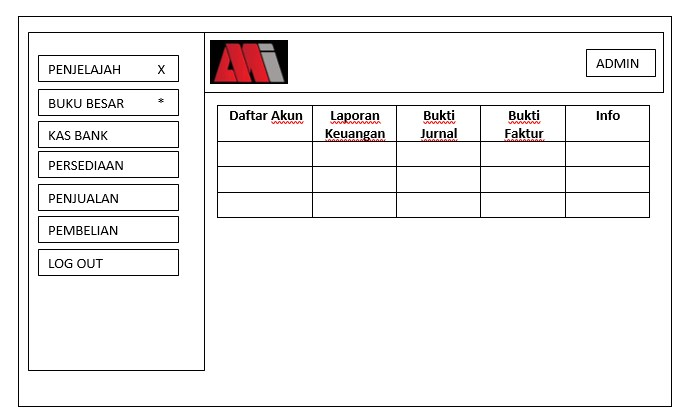 PENJELAJAH X
BUKU BESAR *
KAS BANK
PERSEDIAAN
PENJUALAN
PEMBELIAN
LOG OUT
AMi
ADMIN
Daftar Akun Laporan Keuangan Bukti Jurnal Bukti Faktur Info